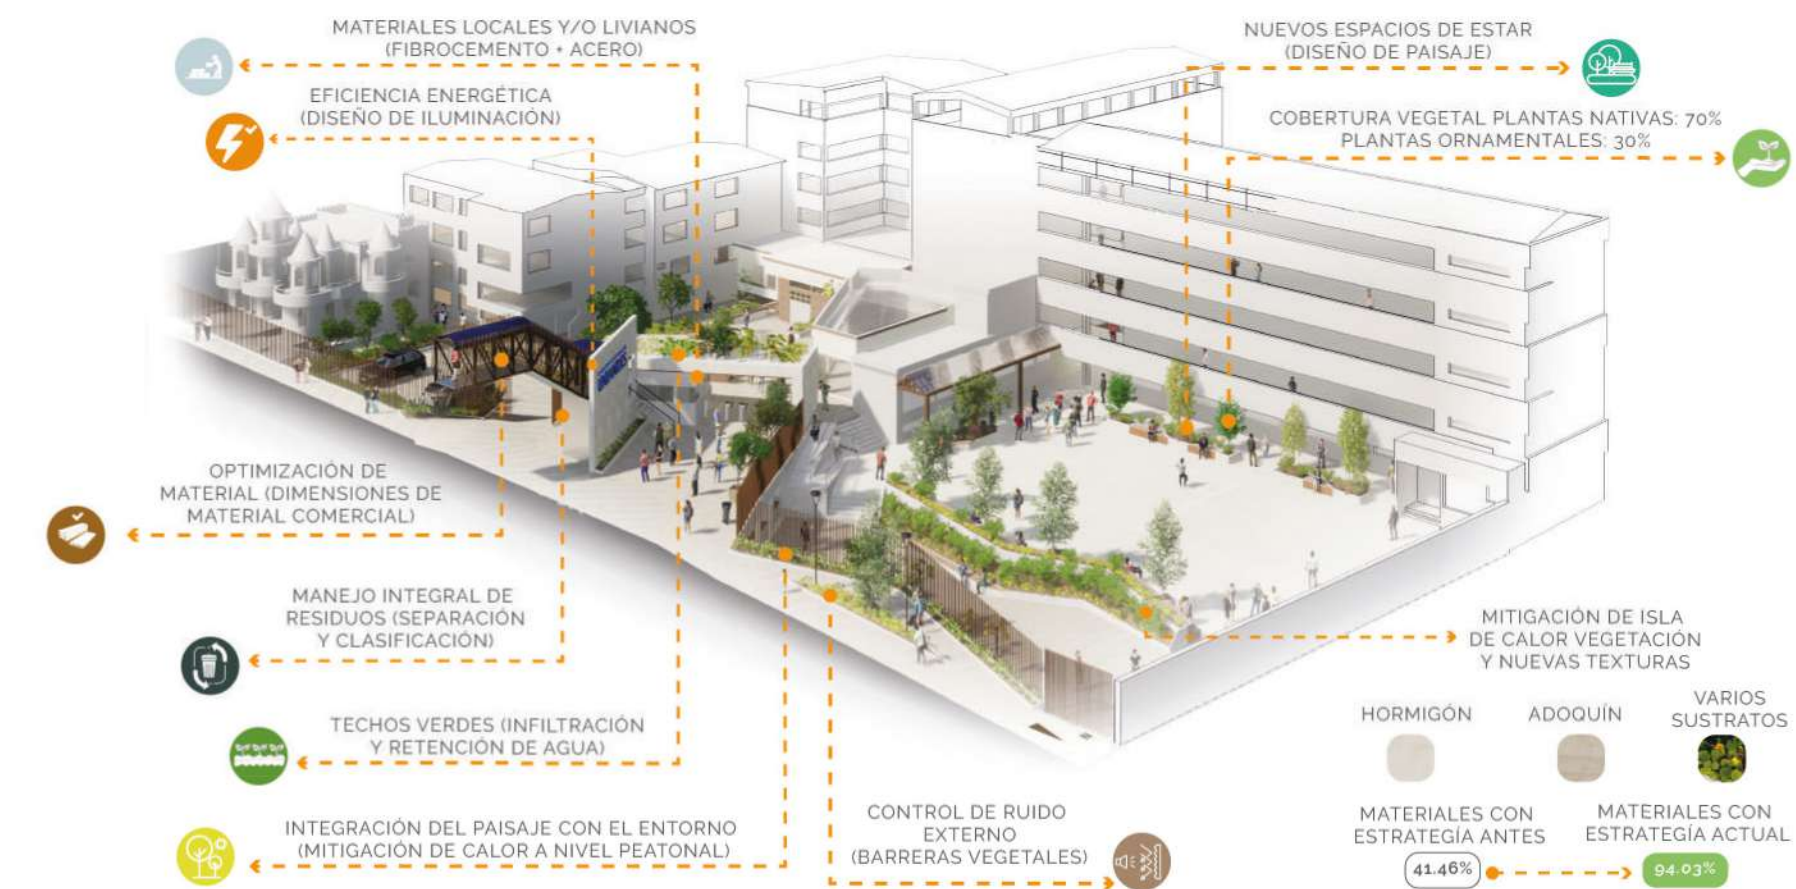 MATERIALES LOCALES Y/O LIVIANOS
(FIBROCEMENTO + ACERO)
EFICIENCIA ENERGÉTICA
(DISEÑO DE ILUMINACIÓN)
NUEVOS ESPACIOS DE ESTAR
(DISEÑO DE PAISAJE)
COBERTURA VEGETAL PLANTAS NATIVAS: 70%
PLANTAS ORNAMENTALES: 30%
OPTIMIZACIÓN DE
MATERIAL (DIMENSIONES DE
MATERIAL COMERCIAL)
MANEJO INTEGRAL DE
RESIDUOS (SEPARACIÓN
Y CLASIFICACIÓN)
TECHOS VERDES (INFILTRACIÓN
Y RETENCIÓN DE AGUA)
INTEGRACIÓN DEL PAISAJE CON EL ENTORNO
(MITIGACIÓN DE CALOR A NIVEL PEATONAL)
CONTROL DE RUIDO
EXTERNO
(BARRERAS VEGETALES)
MITIGACIÓN DE ISLA
DE CALOR VEGETACIÓN
Y NUEVAS TEXTURAS
HORMIGÓN
ADOQUÍN
VARIOS
SUSTRATOS
MATERIALES CON
ESTRATEGÍA ANTES
41.46%
MATERIALES CON
ESTRATEGÍA ACTUAL
94.03%